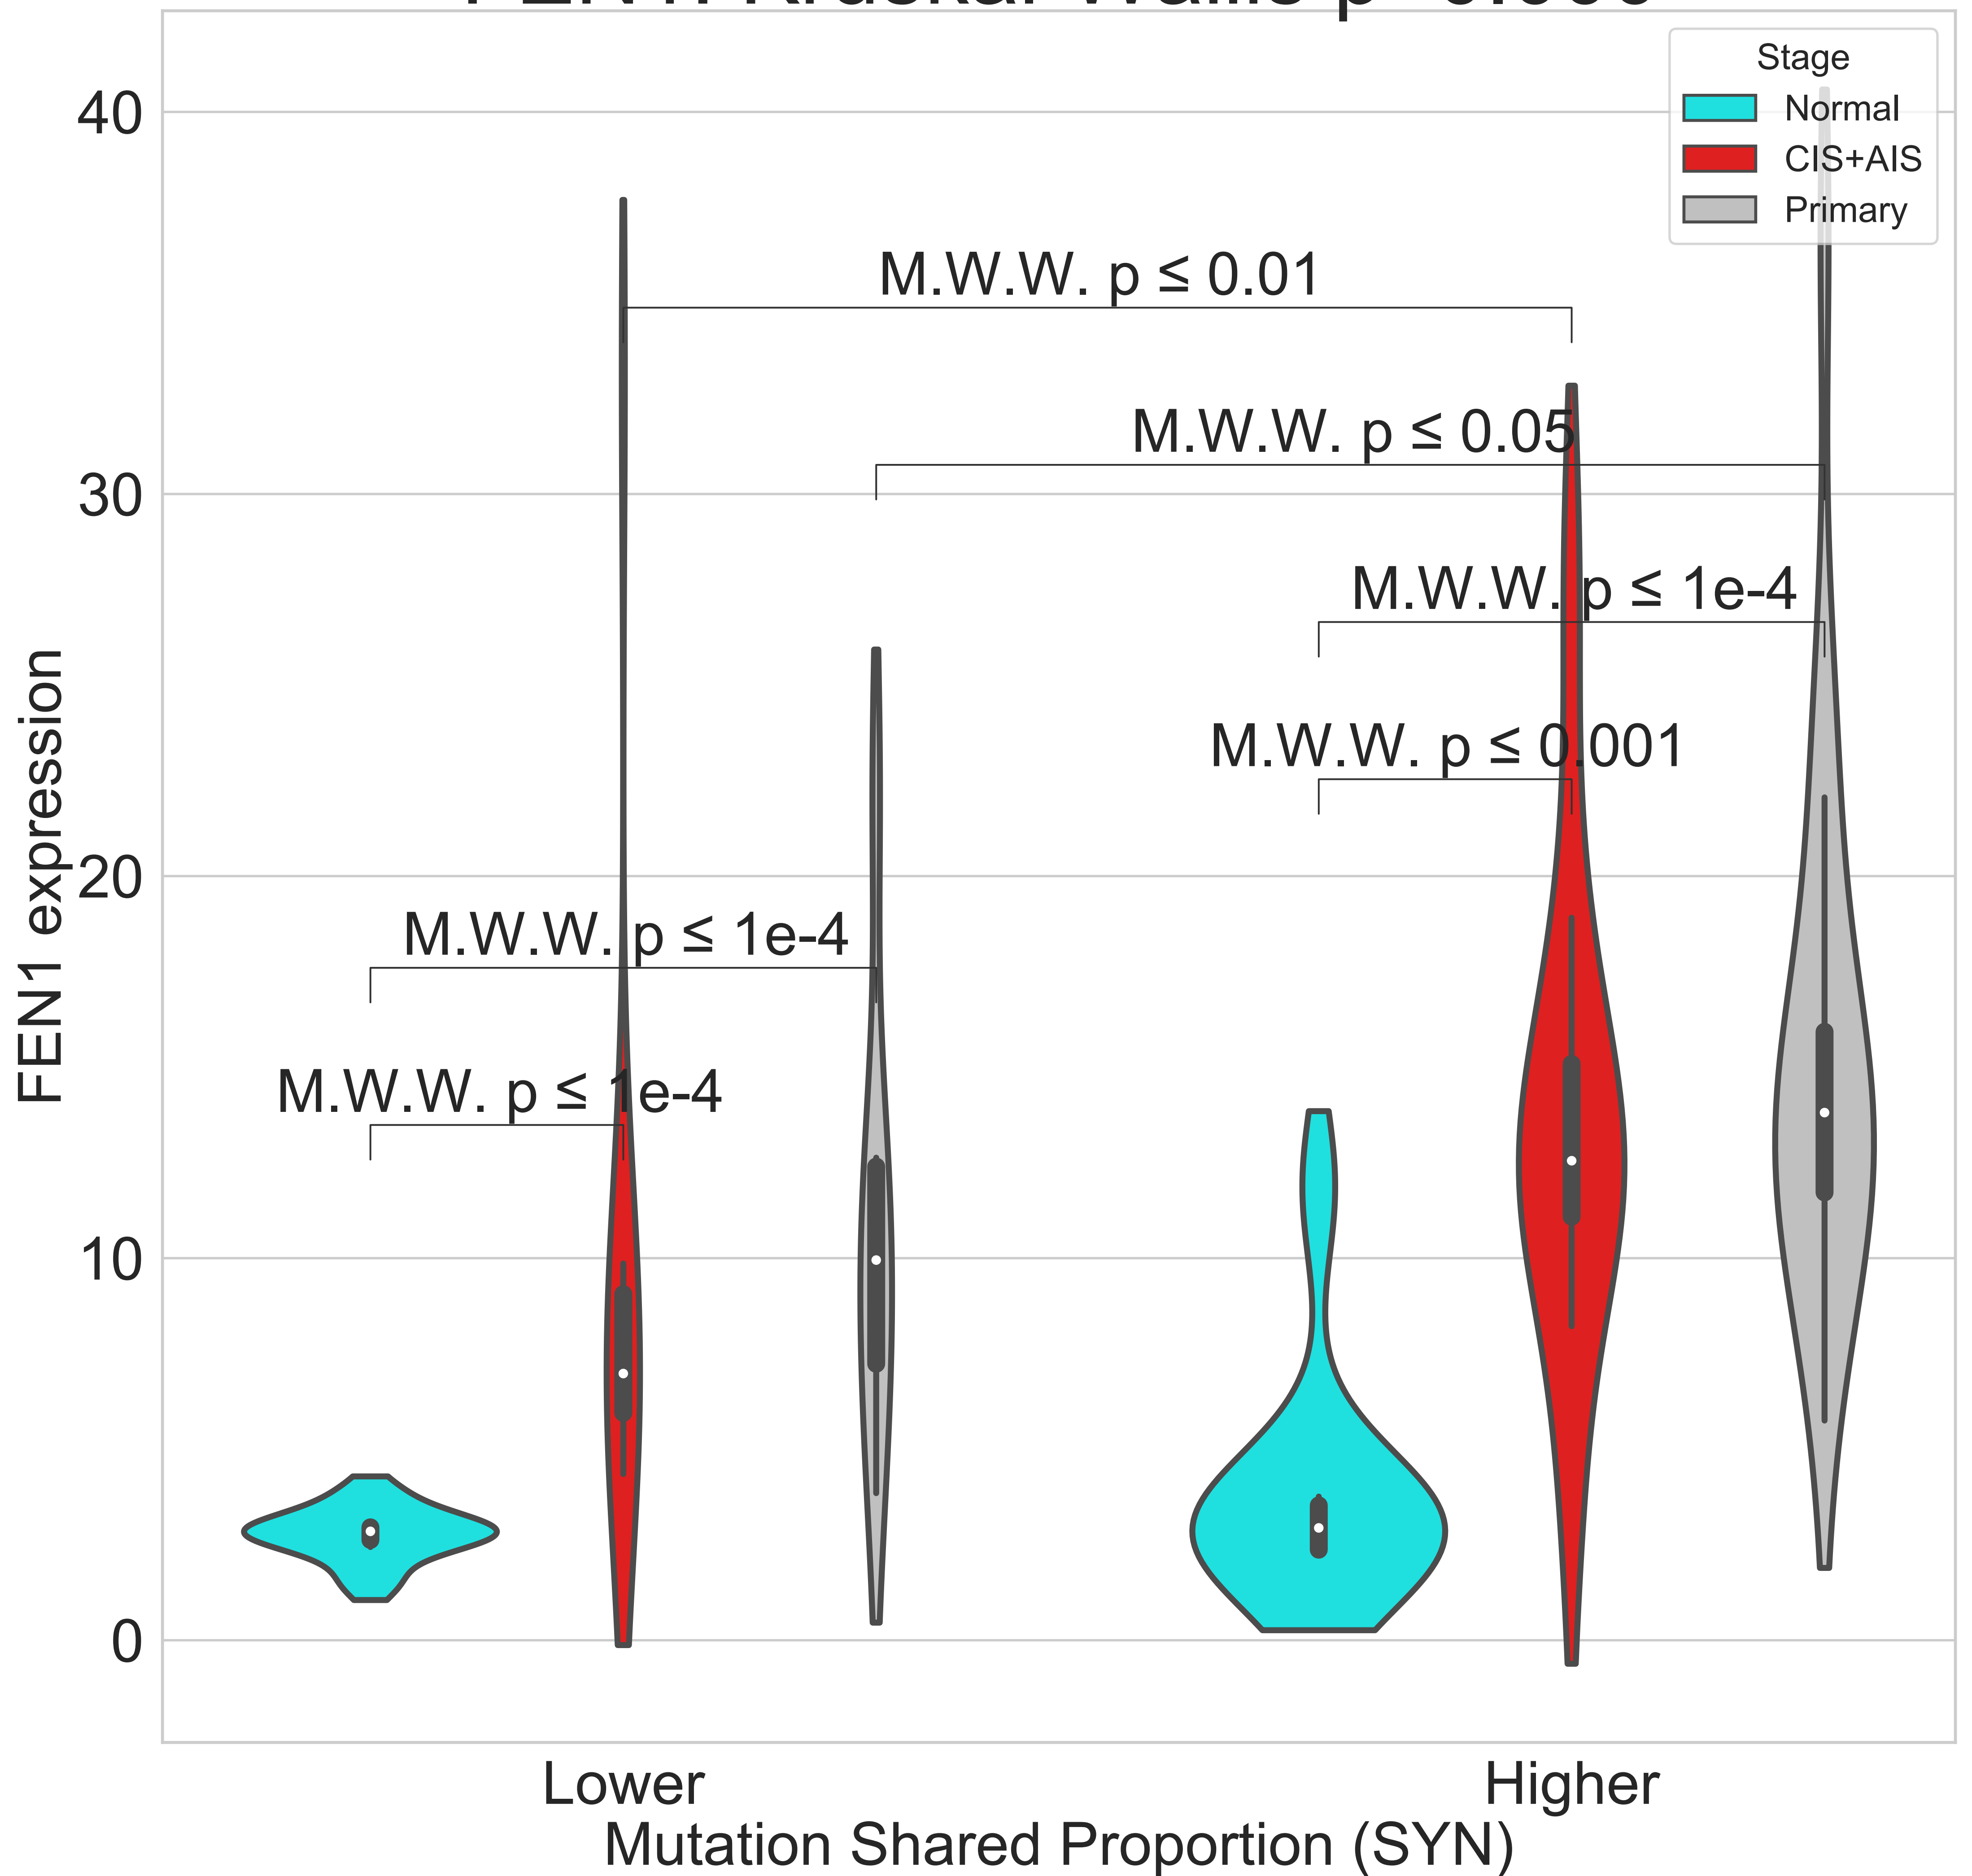 Stage
Normal
CIS+AIS
Primary
40
30
20
10
0
FEN1 expression
M.W.W. p ≤ 0.01
M.W.W. p ≤ 0.05
M.W.W. p ≤ 1e-4
M.W.W. p ≤ 0.001
M.W.W. p ≤ 1e-4
M.W.W. p ≤ 1e-4
Lower
Higher
Mutation Shared Proportion (SYN)